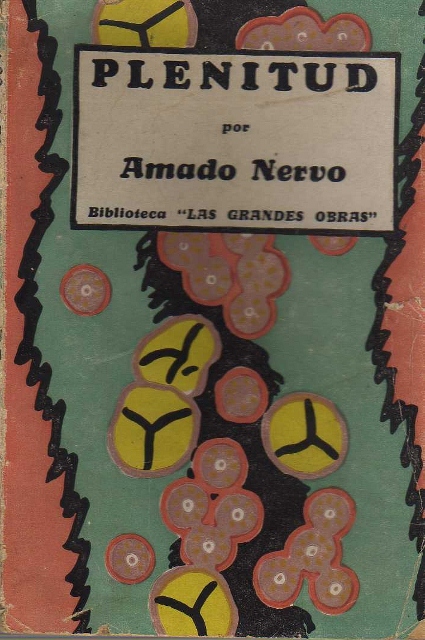 PLENITUD
por
Amado Nervo
Biblioteca "LAS GRANDES OBRAS"